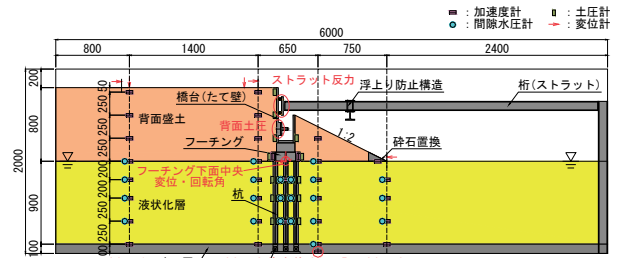 ：加速度計 ：土圧計
：間隙水圧計 ：変位計
6000
800 1400 650 750 2400
ストラット反力
浮上り防止構造
桁(ストラット)
橋台(たて壁)
背面盛土
背面土圧
1:2
砕石置換
フーチング
フーチング下面中央
変位・回転角
杭
液状化層
200
800
2000
900
100
50
250
250
250
200
200